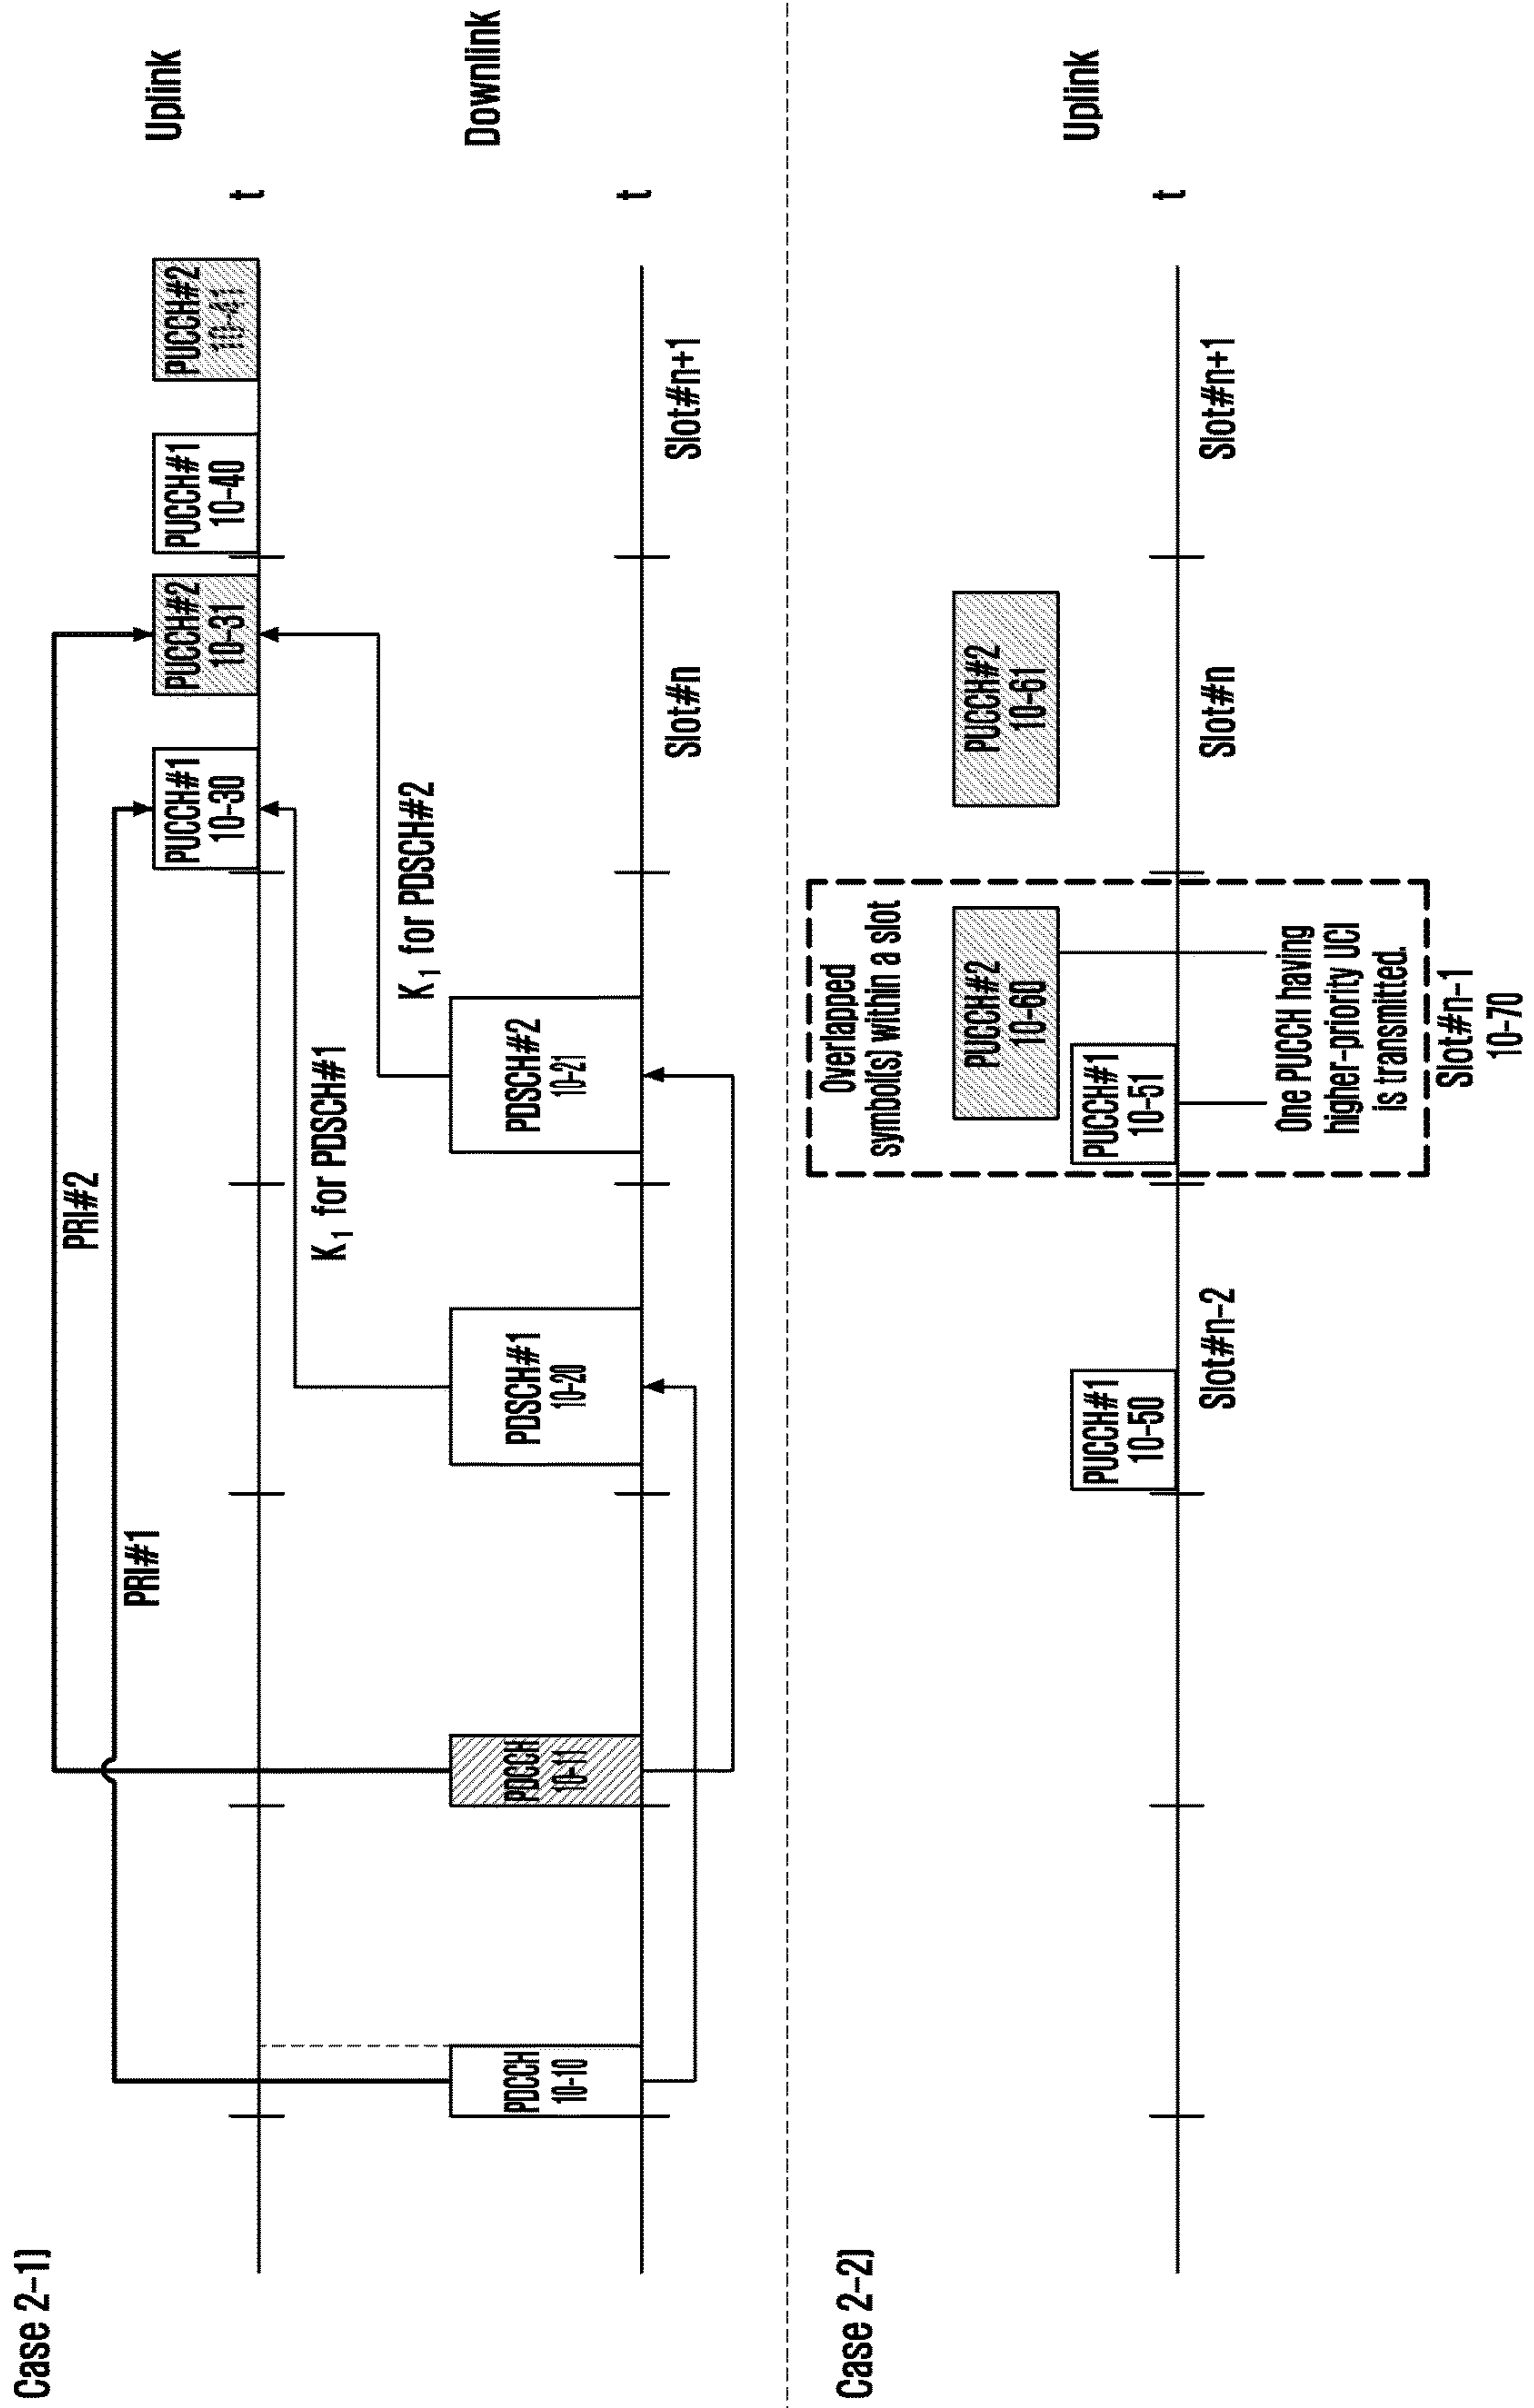 Case 2-1)
PRI#2
PRI#1
PUCCH#1
10-30
PUCCH#2
10-31
PUCCH#1
10-40
PUCCH#2
10-41
Uplink
t
K1 for PDSCH#1
K1 for PDSCH#2
PDCCH
10-10
PDCCH
10-11
PDSCH#1
10-20
PDSCH#2
10-21
Downlink
t
Slot#n
Slot#n+1
Case 2-2)
Overlapped
symbol(s) within a slot
PUCCH#2
10-60
PUCCH#2
10-61
PUCCH#1
10-50
PUCCH#1
10-51
Uplink
t
Slot#n-2
Slot#n
Slot#n+1
One PUCCH having
higher-priority UCI
is transmitted.
Slot#n-1
10-70